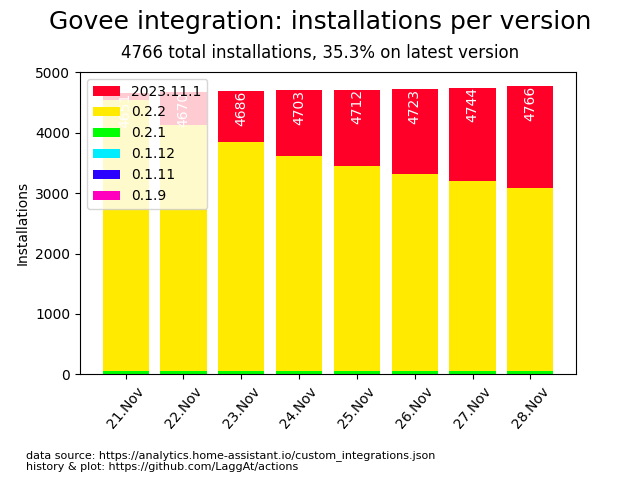 Govee integration: installations per version
4766 total installations, 35.3% on latest version
5000
4000
3000
2000
1000
0
Installations
2023.11.1
0.2.2
0.2.1
0.1.12
0.1.11
0.1.9
4686
4703
4712
4723
4744
4766
21.Nov
22.Nov
23.Nov
24.Nov
25.Nov
26.Nov
27.Nov
28.Nov
data source: https://analytics.home-assistant.io/custom_integrations.json
history & plot: https://github.com/LaggAt/actions